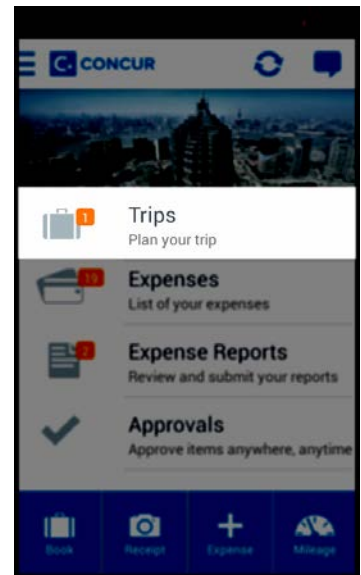 C. CONCUR
1
Trips
Plan your trip
19
Expenses
List of your expenses
2
Expense Reports
Review and submit your reports
Approvals
Approve items anywhere, anytime
Book Receipt Expense Mileage